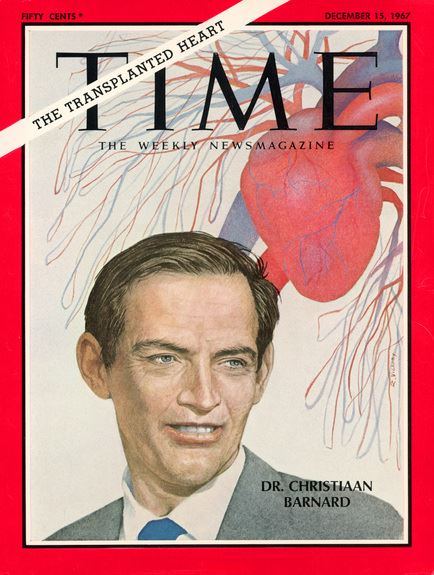 FIFTY CENTS *
DECEMBER 15, 1967
THE TRANSPLANTED HEART
TIME
THE WEEKLY NEWSMAGAZINE
DR. CHRISTIAAN
BARNARD